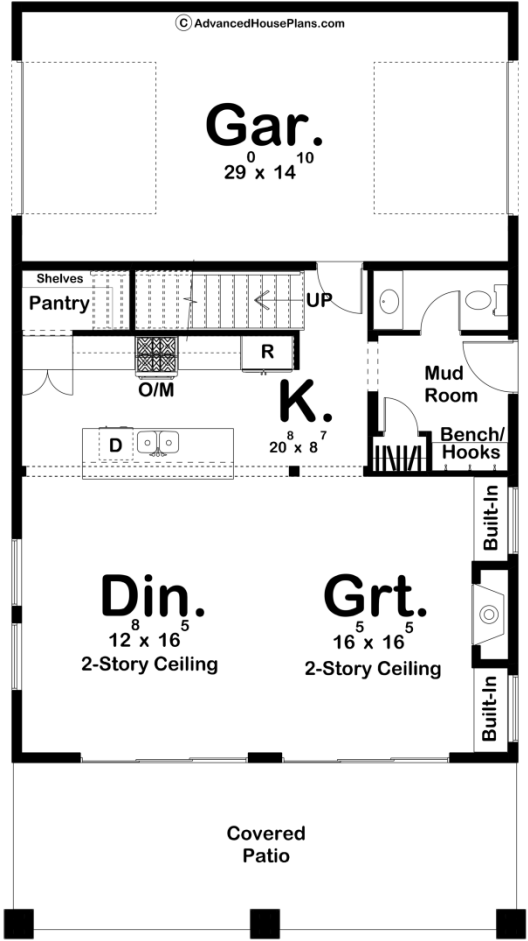 © AdvancedHousePlans.com
Gar.
29⁰ x 14¹⁰
Shelves
Pantry
UP
R
O/M
K.
20⁸ x 8⁷
D
Mud
Room
Bench/
Hooks
Built-In
Din.
12⁸ x 16⁵
2-Story Ceiling
Grt.
16⁵ x 16⁵
2-Story Ceiling
Built-In
Covered
Patio